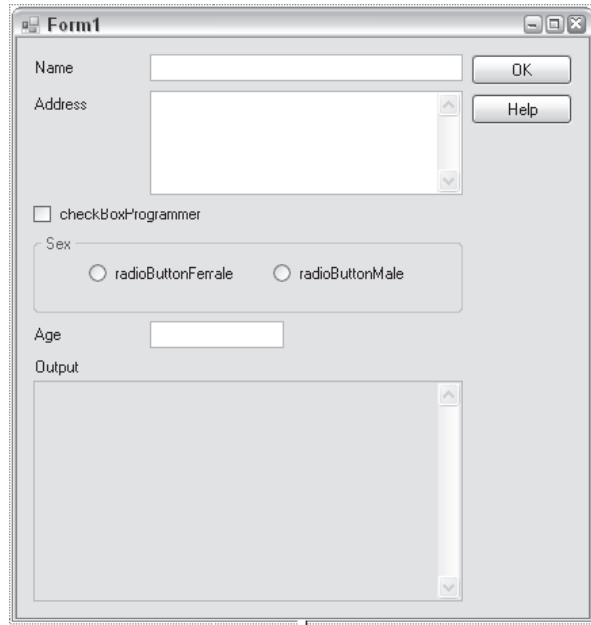 Form1
Name
OK
Address
Help
checkBoxProgrammer
Sex
radioButtonFemale
radioButtonMale
Age
Output